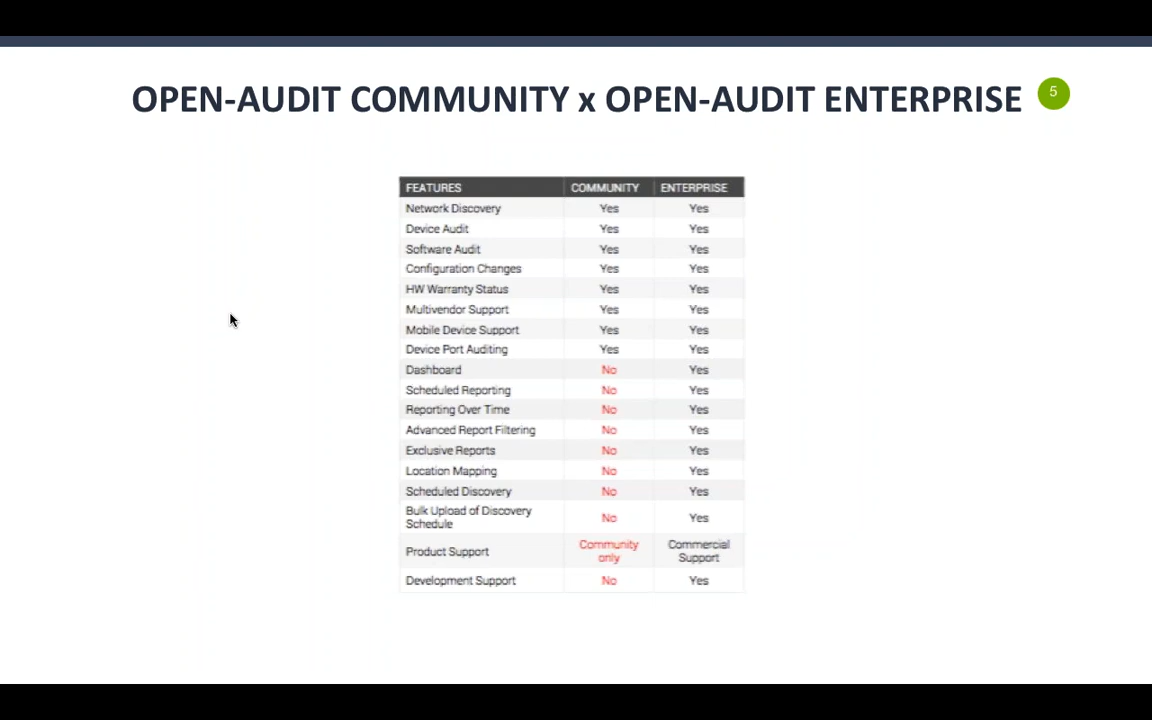 OPEN-AUDIT COMMUNITY x OPEN-AUDIT ENTERPRISE
5
FEATURES COMMUNITY ENTERPRISE
Network Discovery Yes Yes
Device Audit Yes Yes
Software Audit Yes Yes
Configuration Changes Yes Yes
HW Warranty Status Yes Yes
Multivendor Support Yes Yes
Mobile Device Support Yes Yes
Device Port Auditing Yes Yes
Dashboard No Yes
Scheduled Reporting No Yes
Reporting Over Time No Yes
Advanced Report Filtering No Yes
Exclusive Reports No Yes
Location Mapping No Yes
Scheduled Discovery No Yes
Bulk Upload of Discovery
Schedule No Yes
Product Support Community
only Commercial
Support
Development Support No Yes